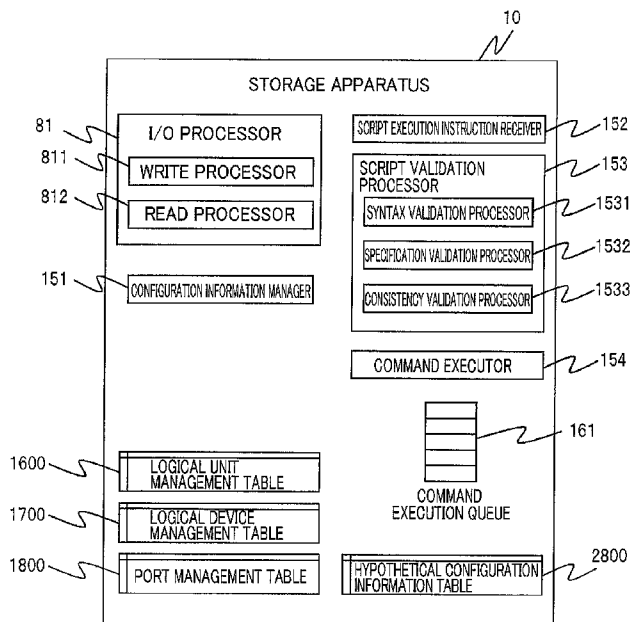 10
STORAGE APPARATUS
81
I/O PROCESSOR
811
WRITE PROCESSOR
812
READ PROCESSOR
151
CONFIGURATION INFORMATION MANAGER
SCRIPT EXECUTION INSTRUCTION RECEIVER
152
SCRIPT VALIDATION
PROCESSOR
153
SYNTAX VALIDATION PROCESSOR
1531
SPECIFICATION VALIDATION PROCESSOR
1532
CONSISTENCY VALIDATION PROCESSOR
1533
COMMAND EXECUTOR
154
161
COMMAND
EXECUTION QUEUE
1600
LOGICAL UNIT
MANAGEMENT TABLE
1700
LOGICAL DEVICE
MANAGEMENT TABLE
1800
PORT MANAGEMENT TABLE
HYPOTHETICAL CONFIGURATION
INFORMATION TABLE
2800